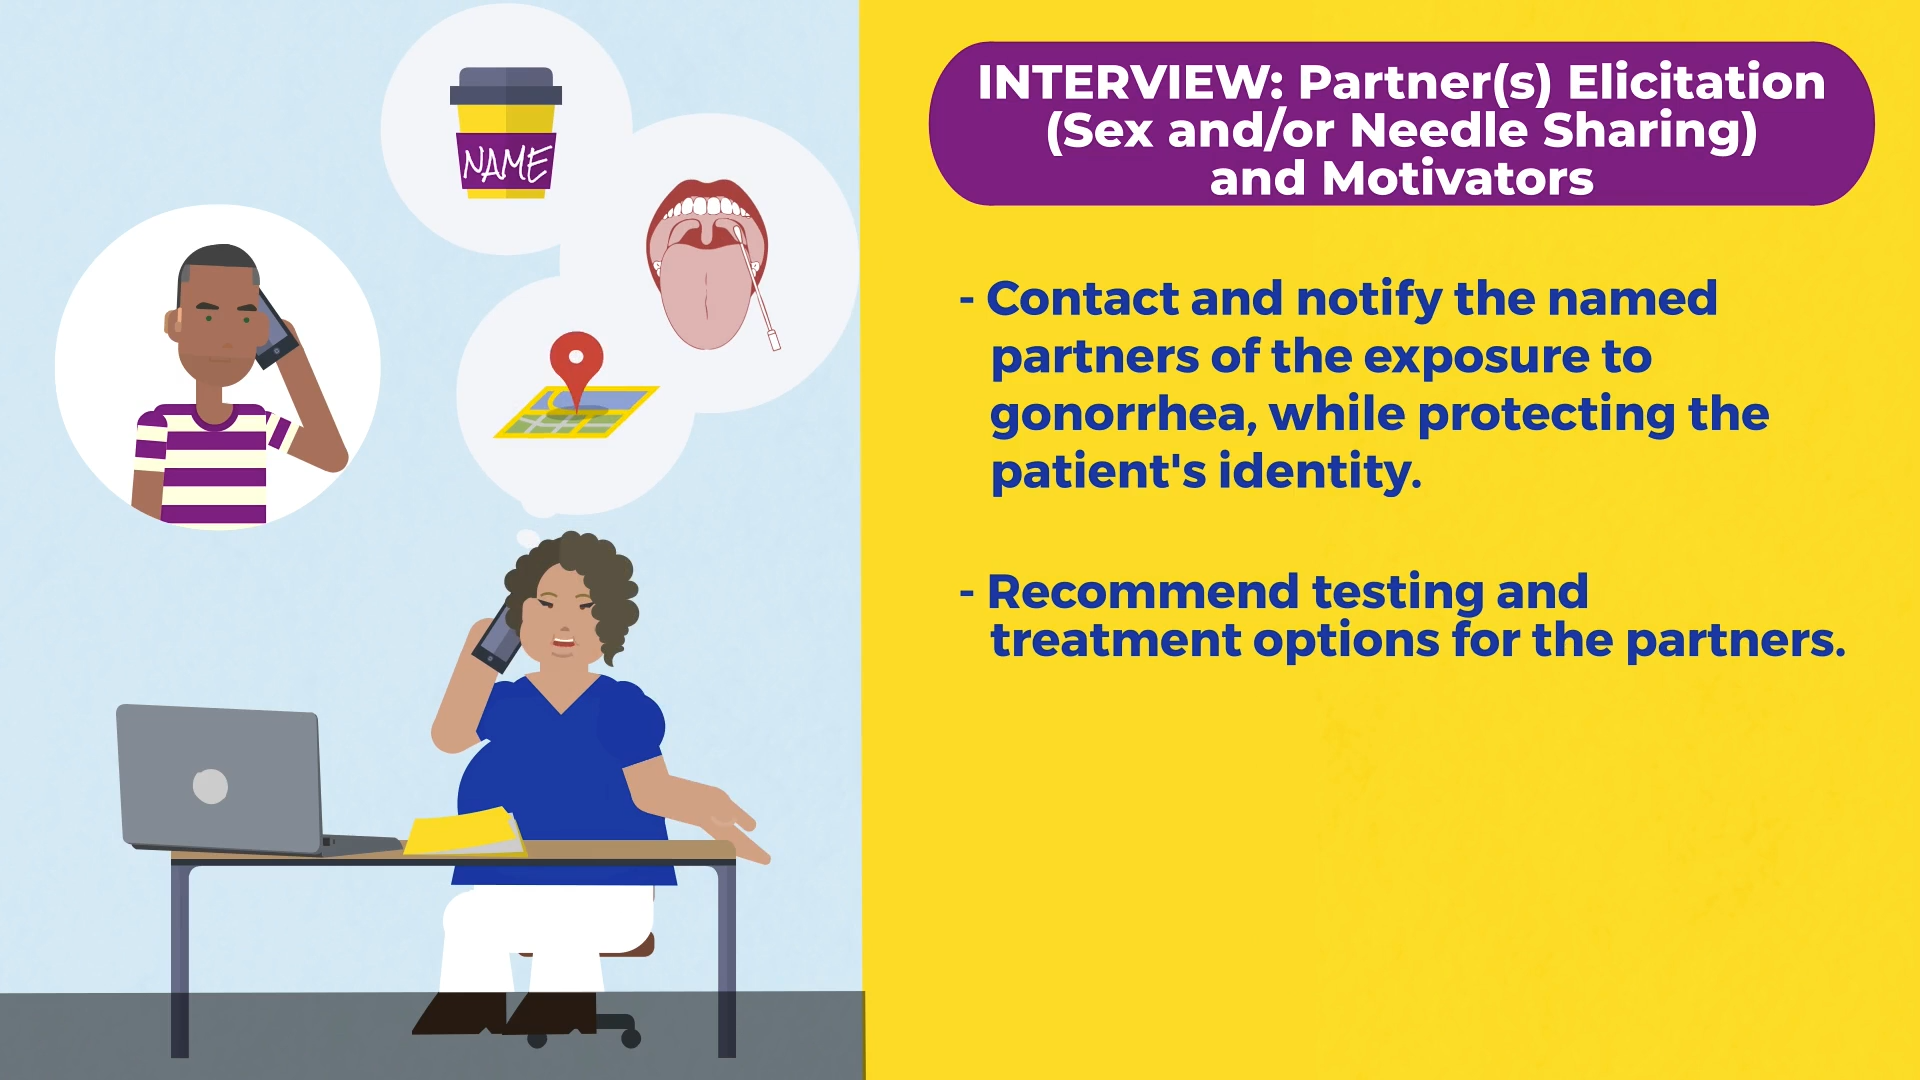 NAME
INTERVIEW: Partner(s) Elicitation
(Sex and/or Needle Sharing)
and Motivators
- Contact and notify the named
partners of the exposure to
gonorrhea, while protecting the
patient's identity.
- Recommend testing and
treatment options for the partners.